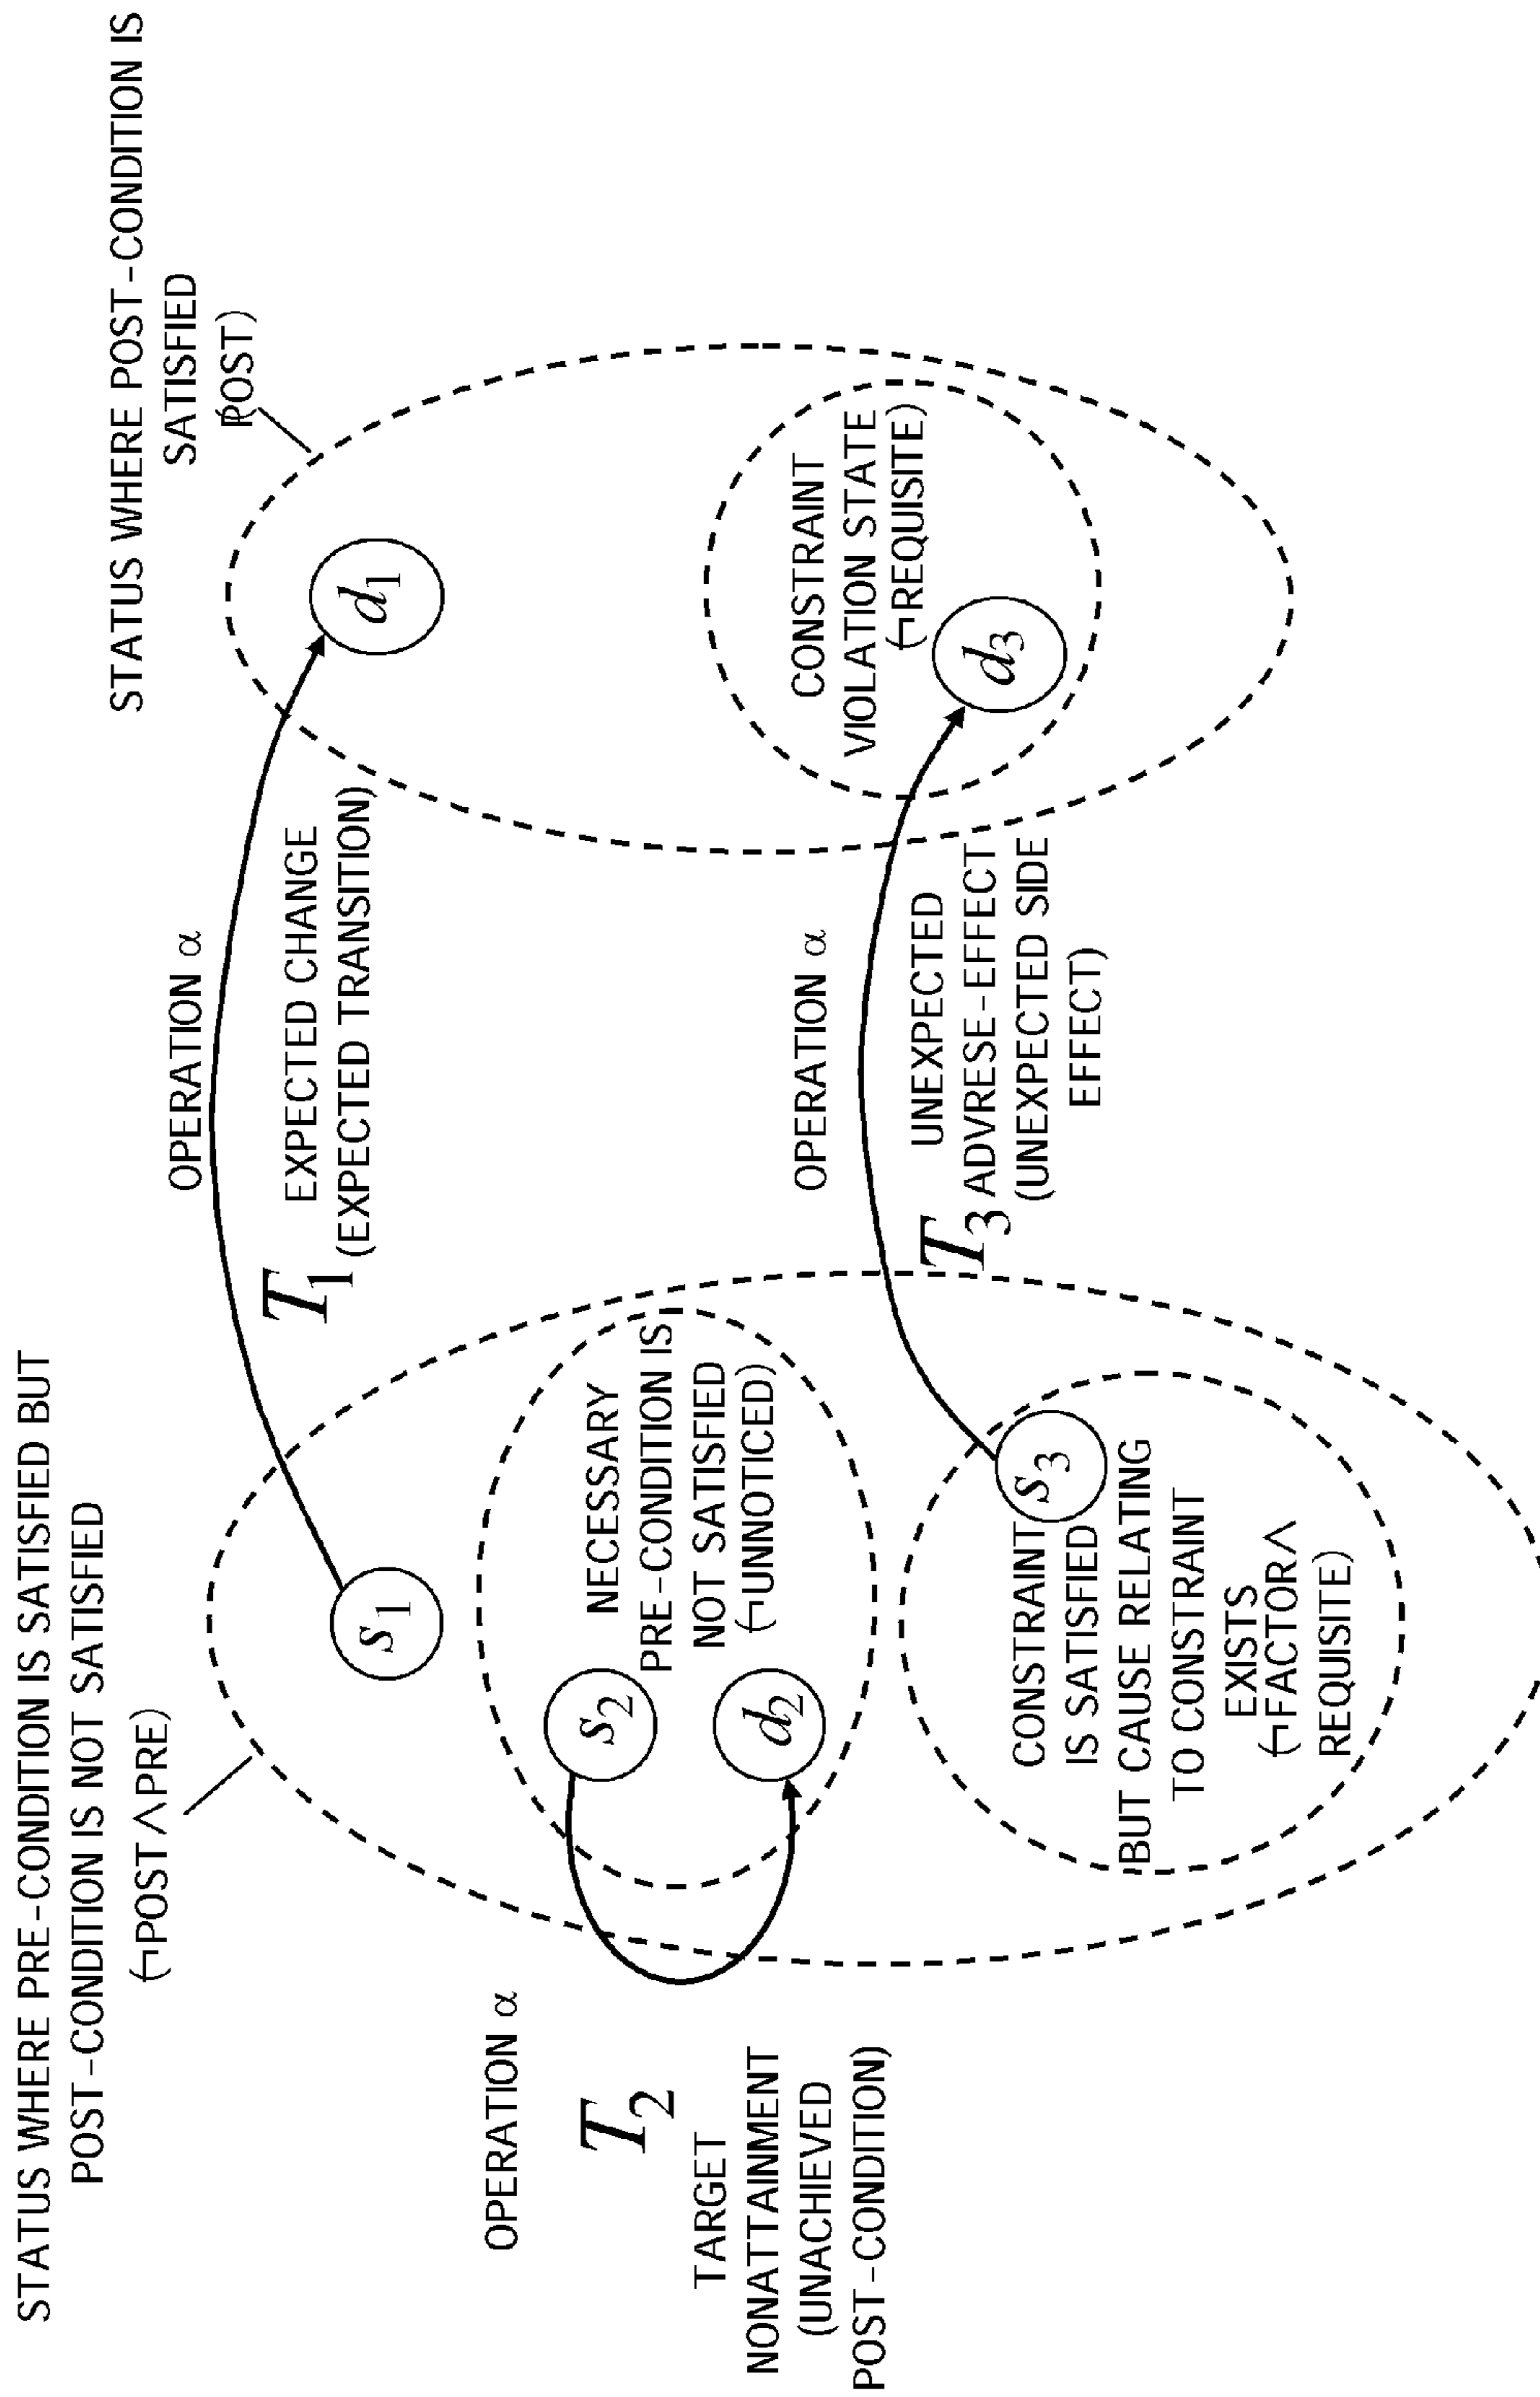 STATUS WHERE PRE-CONDITION IS SATISFIED BUT
POST-CONDITION IS NOT SATISFIED
(¬POST∧PRE)
STATUS WHERE POST-CONDITION IS
SATISFIED
(POST)
OPERATION α
T1
EXPECTED CHANGE
(EXPECTED TRANSITION)
s1
d1
OPERATION α
T2
TARGET
NONATTAINMENT
(UNACHIEVED
POST-CONDITION)
s2
d2
NECESSARY
PRE-CONDITION IS
NOT SATISFIED
(¬UNNOTICED)
OPERATION α
T3
UNEXPECTED
ADVRESE-EFFECT
(UNEXPECTED SIDE
EFFECT)
CONSTRAINT
VIOLATION STATE
(¬REQUISITE)
d3
s3
CONSTRAINT
IS SATISFIED
BUT CAUSE RELATING
TO CONSTRAINT
EXISTS
(¬FACTOR∧
REQUISITE)